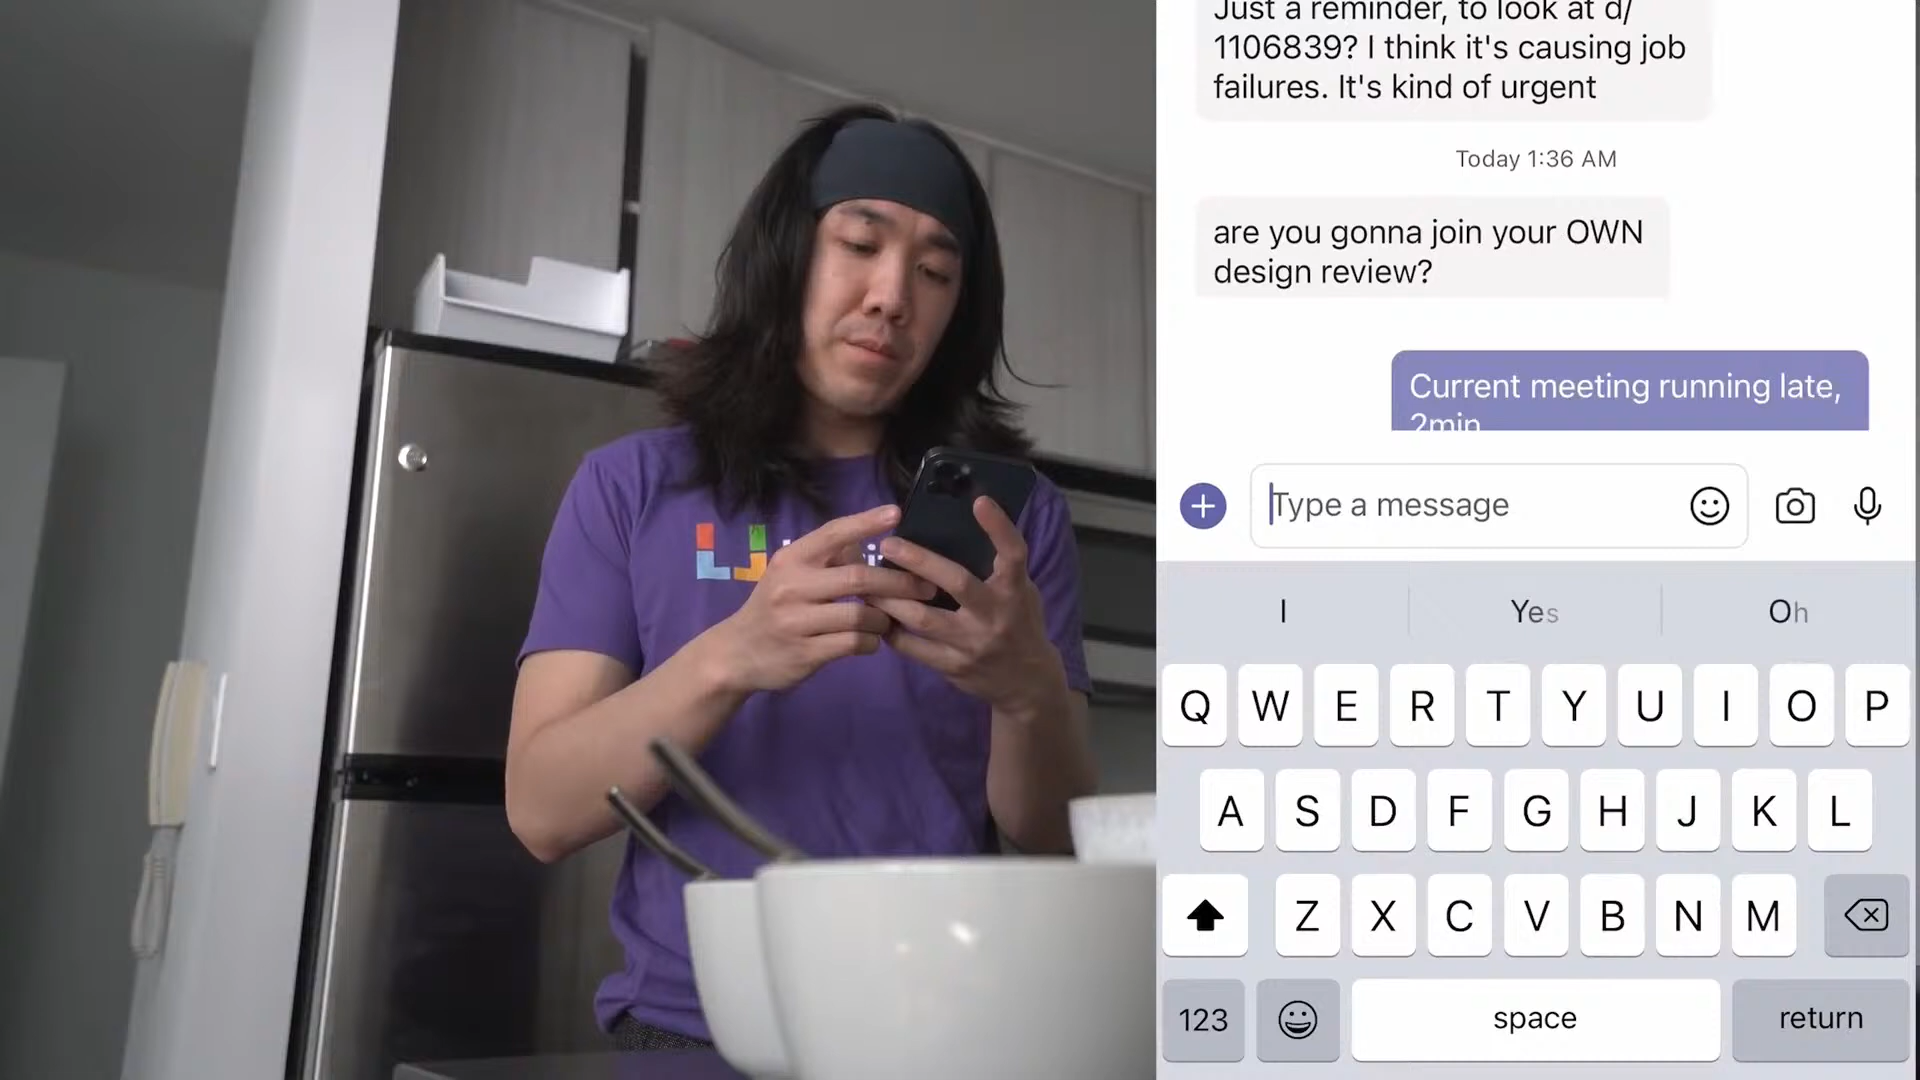 Just a reminder, to look at d/
1106839? I think it's causing job
failures. It's kind of urgent
Today 1:36 AM
are you gonna join your OWN
design review?
Current meeting running late,
2min
Type a message
I Yes Oh
Q W E R T Y U I O P
A S D F G H J K L
Z X C V B N M
123 space return